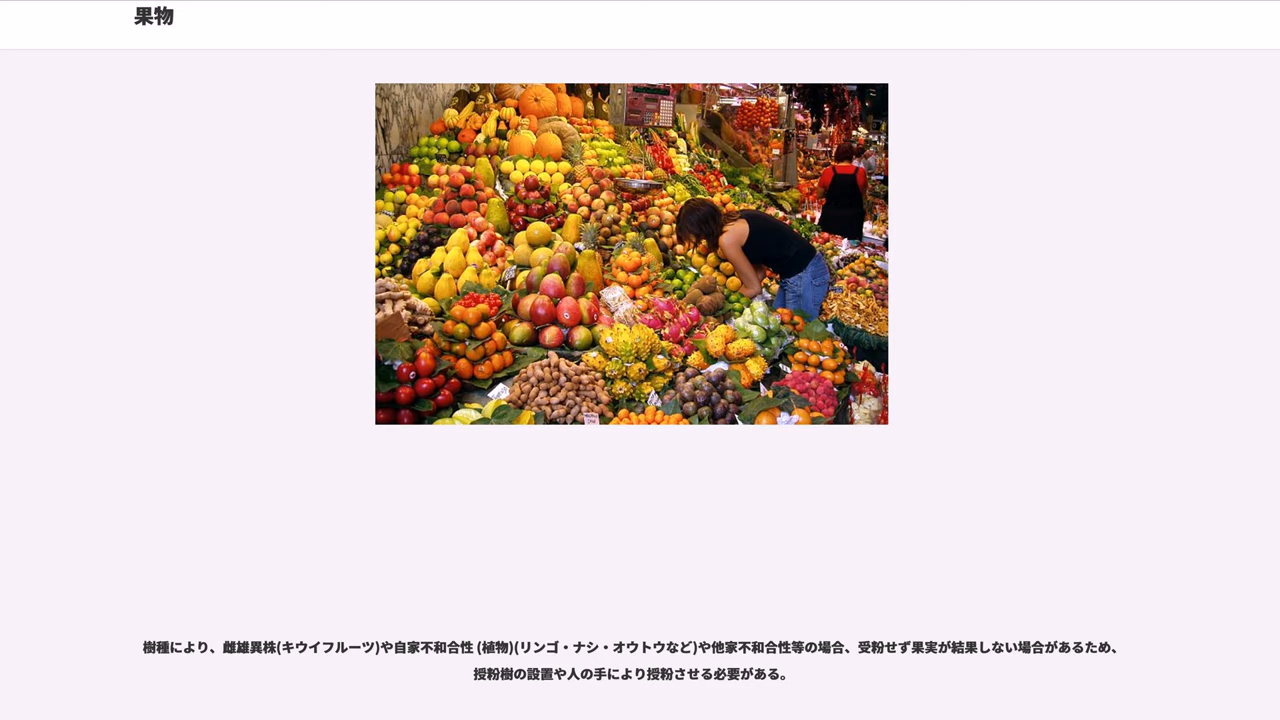 果物
樹種により、雌雄異株(キウイフルーツ)や自家不和合性 (植物)(リンゴ・ナシ・オウトウなど)や他家不和合性等の場合、受粉せず果実が結果しない場合があるため、
授粉樹の設置や人の手により授粉させる必要がある。